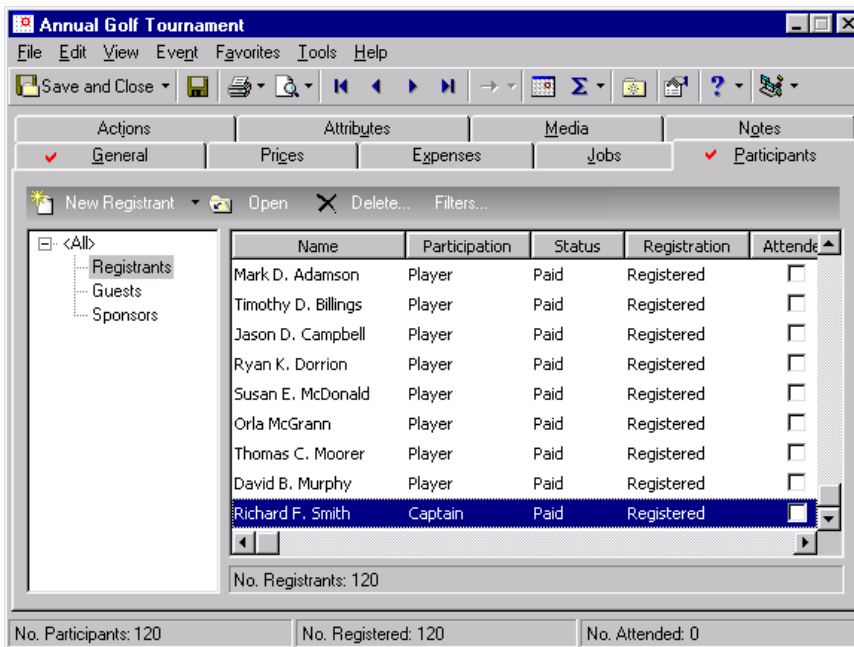 Annual Golf Tournament
File Edit View Event Favorites Tools Help
Save and Close
Actions Attributes Media Notes
General Prices Expenses Jobs Participants
New Registrant Open Delete... Filters...
<All>
Registrants
Guests
Sponsors
Name Participation Status Registration Attende
Mark D. Adamson Player Paid Registered
Timothy D. Billings Player Paid Registered
Jason D. Campbell Player Paid Registered
Ryan K. Dorrion Player Paid Registered
Susan E. McDonald Player Paid Registered
Orla McGrann Player Paid Registered
Thomas C. Moorer Player Paid Registered
David B. Murphy Player Paid Registered
Richard F. Smith Captain Paid Registered
No. Registrants: 120
No. Participants: 120 No. Registered: 120 No. Attended: 0